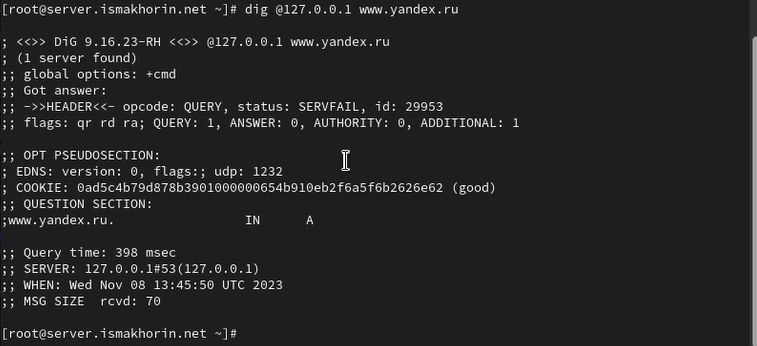 [root@server.ismakhorin.net ~]# dig @127.0.0.1 www.yandex.ru
; <<>> DiG 9.16.23-RH <<>> @127.0.0.1 www.yandex.ru
; (1 server found)
;; global options: +cmd
;; Got answer:
;; ->>HEADER<<- opcode: QUERY, status: SERVFAIL, id: 29953
;; flags: qr rd ra; QUERY: 1, ANSWER: 0, AUTHORITY: 0, ADDITIONAL: 1
;; OPT PSEUDOSECTION:
; EDNS: version: 0, flags:; udp: 1232
; COOKIE: 0ad5c4b79d878b3901000000654b910eb2f6a5f6b2626e62 (good)
;; QUESTION SECTION:
;www.yandex.ru. IN A
;; Query time: 398 msec
;; SERVER: 127.0.0.1#53(127.0.0.1)
;; WHEN: Wed Nov 08 13:45:50 UTC 2023
;; MSG SIZE rcvd: 70
[root@server.ismakhorin.net ~]#